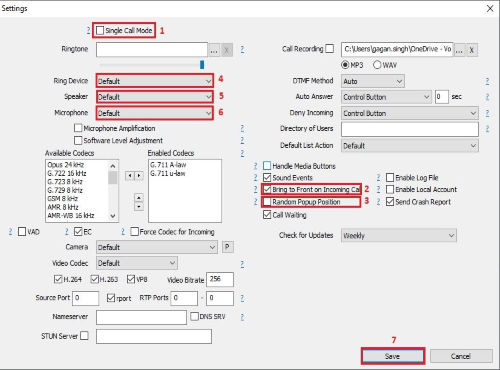 Settings
? Single Call Mode 1
Ringtone ... X
Ring Device Default 4
Speaker Default 5
Microphone Default 6
Microphone Amplification ?
Software Level Adjustment ?
Available Codecs Enabled Codecs
Opus 24 kHz
G.722 16 kHz
G.723 8 kHz
G.729 8 kHz
GSM 8 kHz
AMR 8 kHz
AMR-WB 16 kHz
G.711 A-law
G.711 u-law
?
? VAD ? EC ? Force Codec for Incoming
Camera Default P
Video Codec Default ?
H.264 H.263 VP8 Video Bitrate 256
Source Port 0 rport RTP Ports 0 - 0 ?
Nameserver DNS SRV ?
STUN Server ?
Call Recording C:\Users\gagan.singh\OneDrive - Vo ... X
MP3 WAV
DTMF Method Auto ?
Auto Answer Control Button 0 sec ?
Deny Incoming Control Button ?
Directory of Users ?
Default List Action Default ?
? Handle Media Buttons
? Sound Events ? Enable Log File
? Bring to Front on Incoming Cal 2 ? Enable Local Account
? Random Popup Position 3 ? Send Crash Report
? Call Waiting
Check for Updates Weekly ?
7
Save Cancel